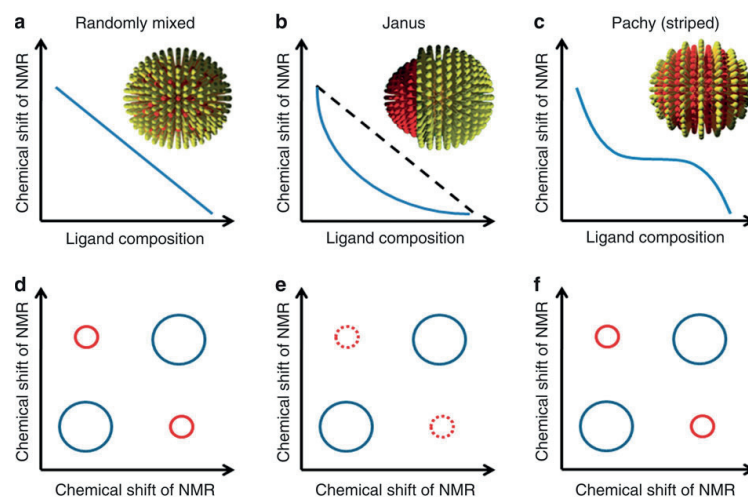 a Randomly mixed
Chemical shift of NMR
Ligand composition
b Janus
Chemical shift of NMR
Ligand composition
c Pachy (striped)
Chemical shift of NMR
Ligand composition
d
Chemical shift of NMR
Chemical shift of NMR
e
Chemical shift of NMR
Chemical shift of NMR
f
Chemical shift of NMR
Chemical shift of NMR